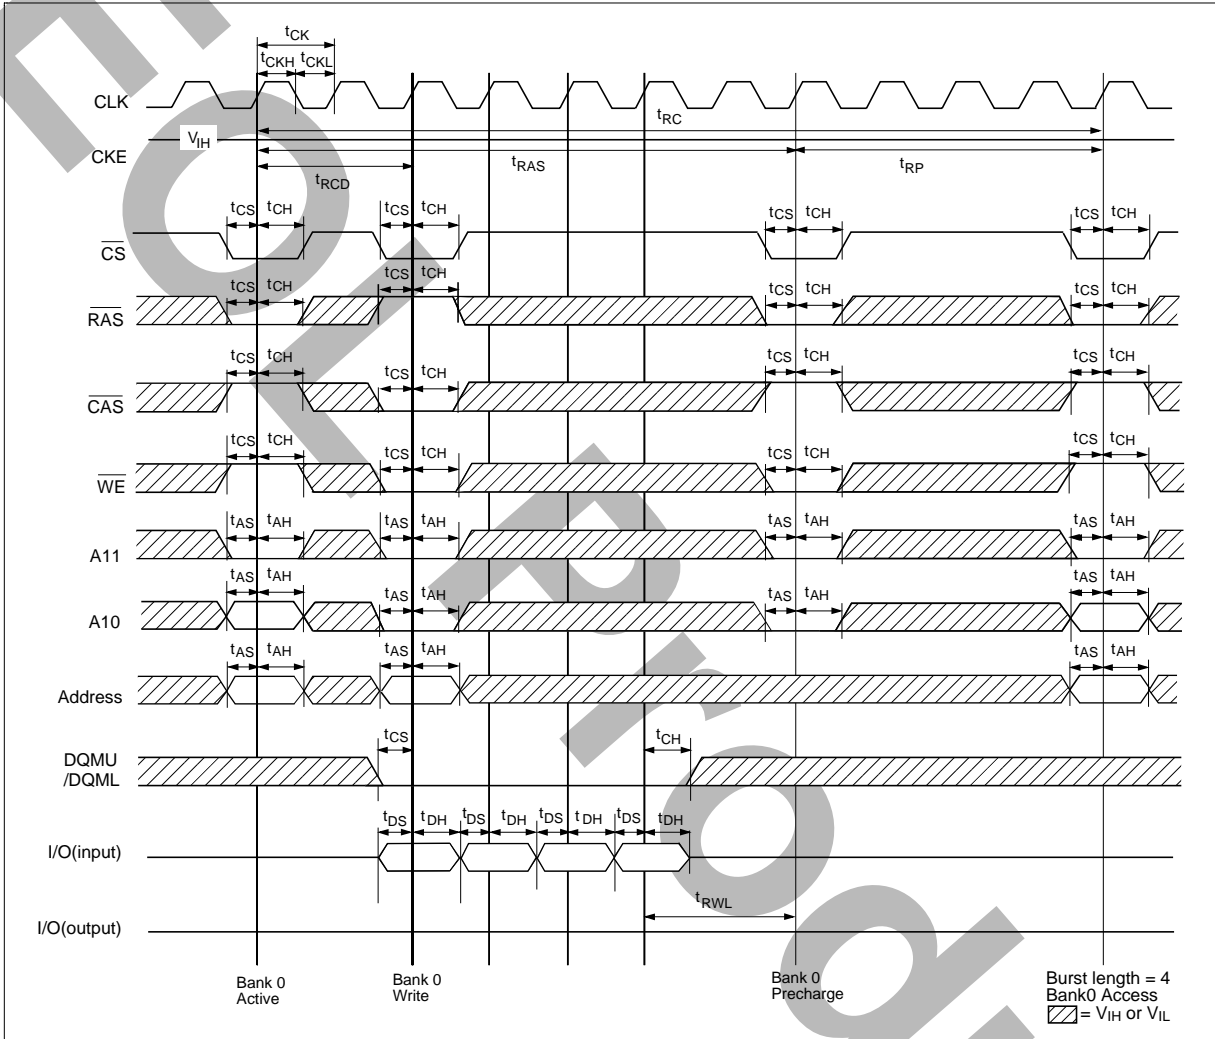 tCK
tCKH tCKL
CLK
tRC
VIH
CKE
tRAS tRP
tRCD
tCS tCH tCS tCH tCS tCH tCS tCH
CS
tCS tCH tCS tCH tCS tCH tCS tCH
RAS
tCS tCH tCS tCH tCS tCH tCS tCH
CAS
tCS tCH tCS tCH tCS tCH tCS tCH
WE
tAS tAH tAS tAH tAS tAH tAS tAH
A11
tAS tAH tAS tAH tAS tAH tAS tAH
A10
tAS tAH tAS tAH tAS tAH
Address
tCS tCH
DQMU
/DQML
tDS tDH tDS tDH tDS tDH tDS tDH
I/O(input)
tRWL
I/O(output)
Bank 0
Active
Bank 0
Write
Bank 0
Precharge
Burst length = 4
Bank0 Access
= VIH or VIL
EOL Prod